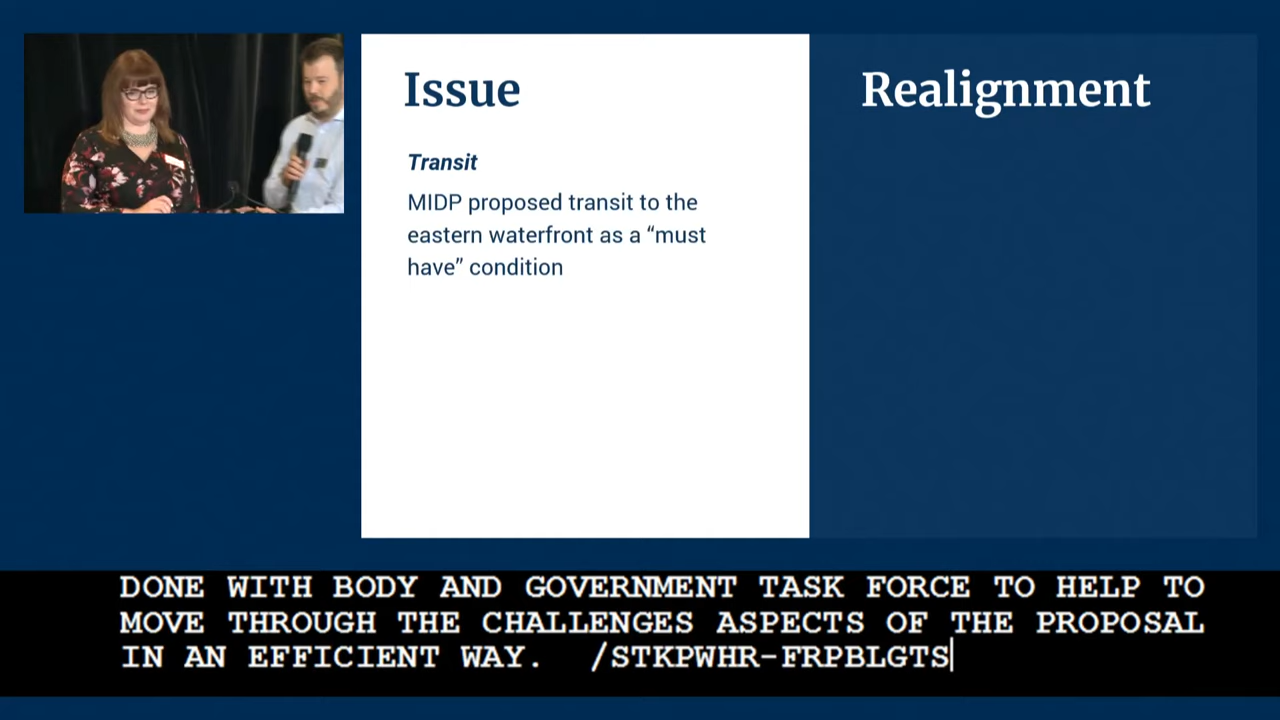 Issue
Transit
MIDP proposed transit to the
eastern waterfront as a “must
have” condition
Realignment
DONE WITH BODY AND GOVERNMENT TASK FORCE TO HELP TO
MOVE THROUGH THE CHALLENGES ASPECTS OF THE PROPOSAL
IN AN EFFICIENT WAY.  /STKPWHR-FRPBLGTS